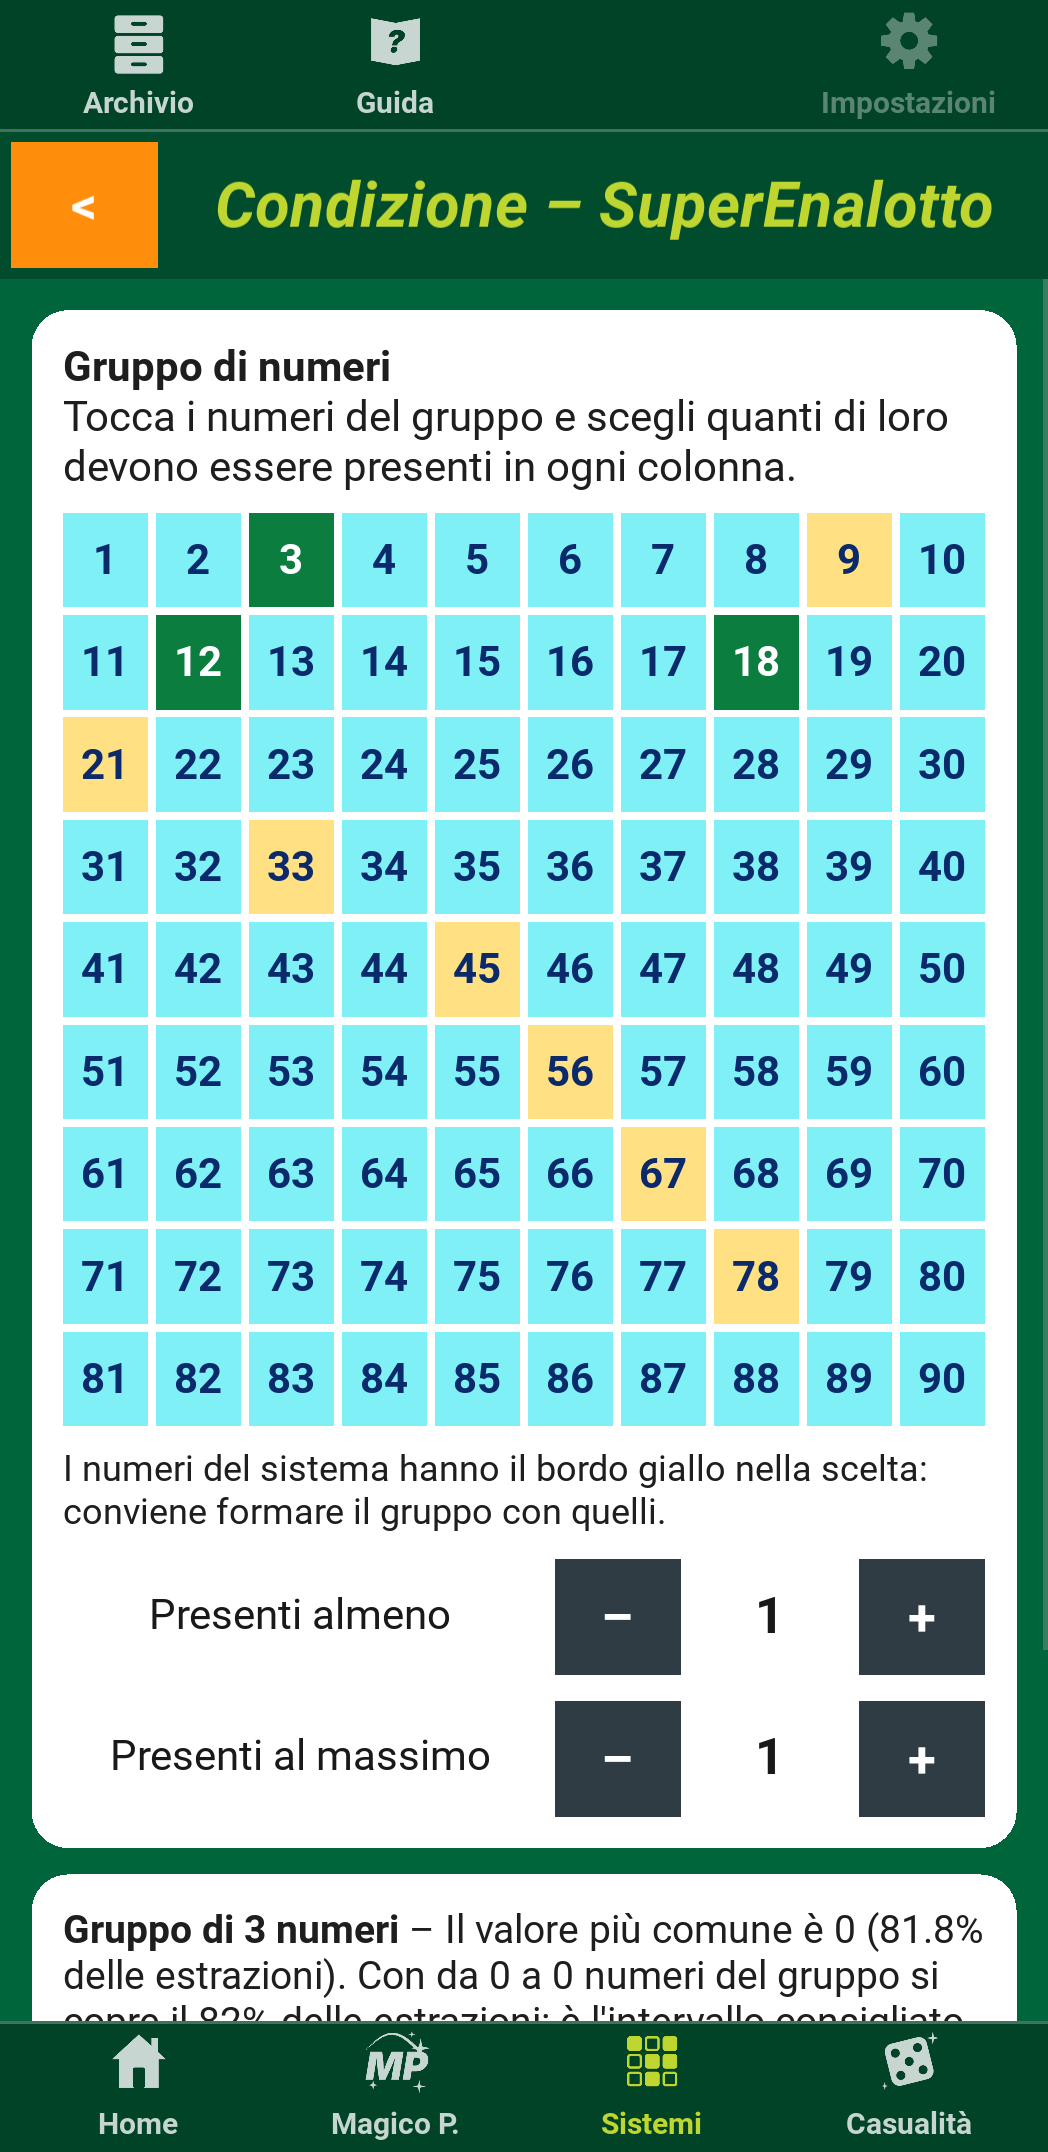 Archivio Guida Impostazioni
< Condizione – SuperEnalotto
Gruppo di numeri
Tocca i numeri del gruppo e scegli quanti di loro
devono essere presenti in ogni colonna.
1 2 3 4 5 6 7 8 9 10
11 12 13 14 15 16 17 18 19 20
21 22 23 24 25 26 27 28 29 30
31 32 33 34 35 36 37 38 39 40
41 42 43 44 45 46 47 48 49 50
51 52 53 54 55 56 57 58 59 60
61 62 63 64 65 66 67 68 69 70
71 72 73 74 75 76 77 78 79 80
81 82 83 84 85 86 87 88 89 90
I numeri del sistema hanno il bordo giallo nella scelta:
conviene formare il gruppo con quelli.
Presenti almeno – 1 +
Presenti al massimo – 1 +
Gruppo di 3 numeri – Il valore più comune è 0 (81.8%
delle estrazioni). Con da 0 a 0 numeri del gruppo si
copre il 82% delle estrazioni: è l'intervallo consigliato
MP
Home Magico P. Sistemi Casualità